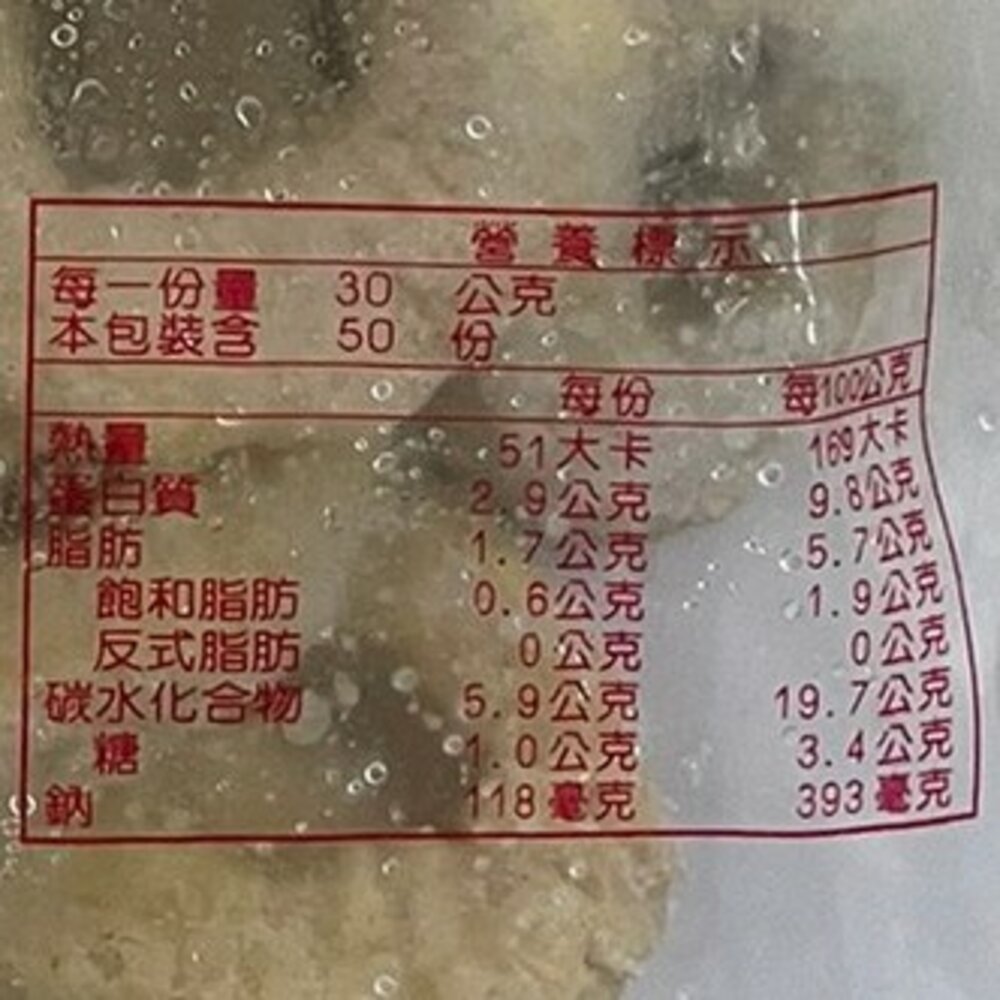 營養標示
每一份量 30 公克
本包裝含 50 份
每份 每100公克
熱量 51大卡 169大卡
蛋白質 2.9公克 9.8公克
脂肪 1.7公克 5.7公克
飽和脂肪 0.6公克 1.9公克
反式脂肪 0公克 0公克
碳水化合物 5.9公克 19.7公克
糖 1.0公克 3.4公克
鈉 118毫克 393毫克